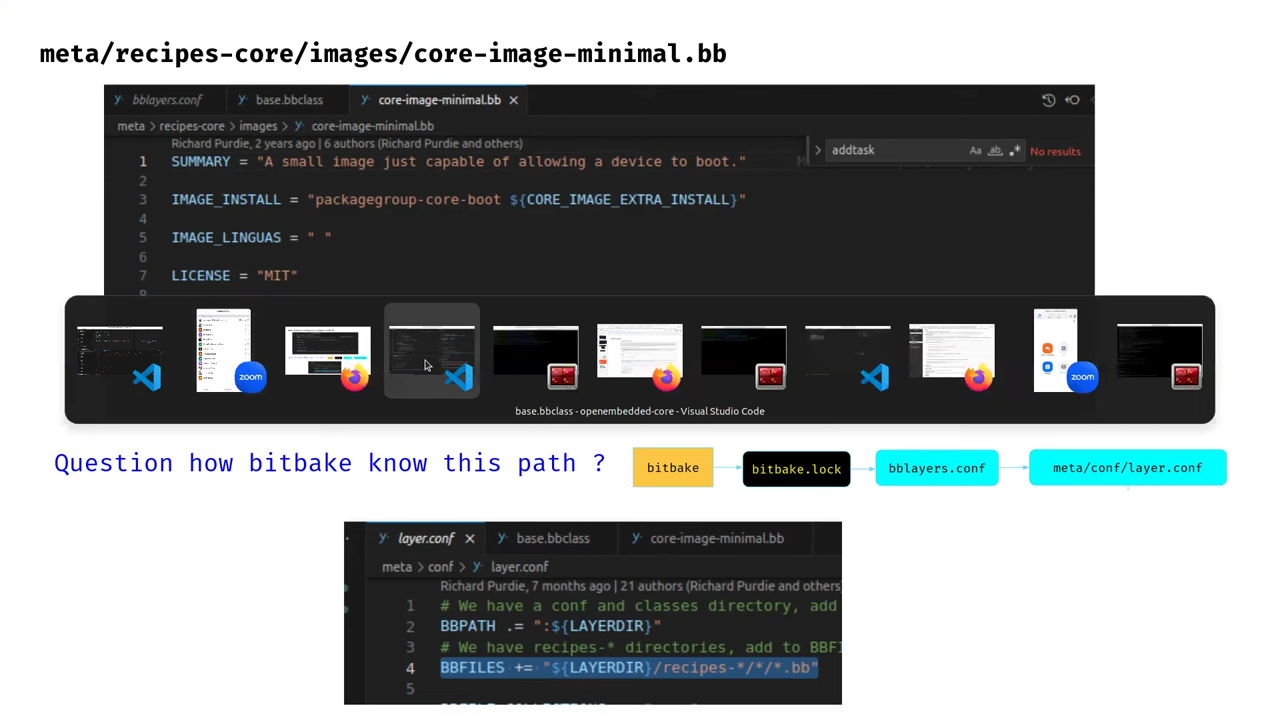 meta/recipes-core/images/core-image-minimal.bb
bblayers.conf base.bbclass core-image-minimal.bb
meta > recipes-core > images > core-image-minimal.bb
Richard Purdie, 2 years ago | 6 authors (Richard Purdie and others)
addtask Aa ab .* No results
1 SUMMARY = "A small image just capable of allowing a device to boot."
2
3 IMAGE_INSTALL = "packagegroup-core-boot ${CORE_IMAGE_EXTRA_INSTALL}"
4
5 IMAGE_LINGUAS = " "
6
7 LICENSE = "MIT"
8
zoom zoom
base.bbclass - openembedded-core - Visual Studio Code
Question how bitbake know this path ?
bitbake bitbake.lock bblayers.conf meta/conf/layer.conf
layer.conf base.bbclass core-image-minimal.bb
meta > conf > layer.conf
Richard Purdie, 7 months ago | 21 authors (Richard Purdie and others)
1 # We have a conf and classes directory, add
2 BBPATH .= ":${LAYERDIR}"
3 # We have recipes-* directories, add to BBFI
4 BBFILES += "${LAYERDIR}/recipes-*/*/*.bb"
5